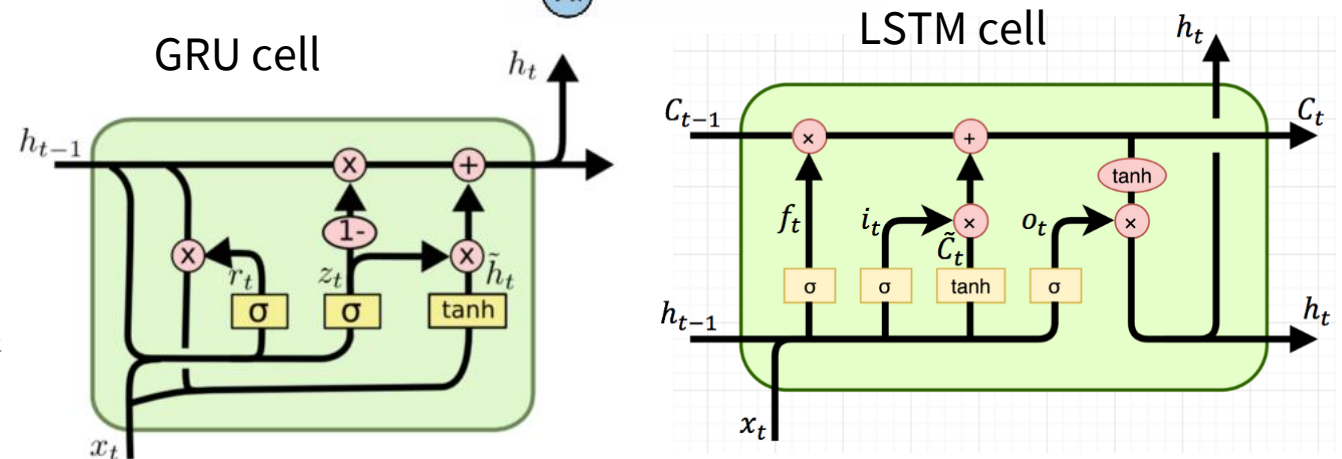 GRU cell
h_t
h_{t-1}
x
+
1-
x
r_t
z_t
x
h̃_t
σ
σ
tanh
x_t
LSTM cell
h_t
C_{t-1}
C_t
×
+
tanh
f_t
i_t
×
C̃_t
o_t
×
σ
σ
tanh
σ
h_{t-1}
h_t
x_t